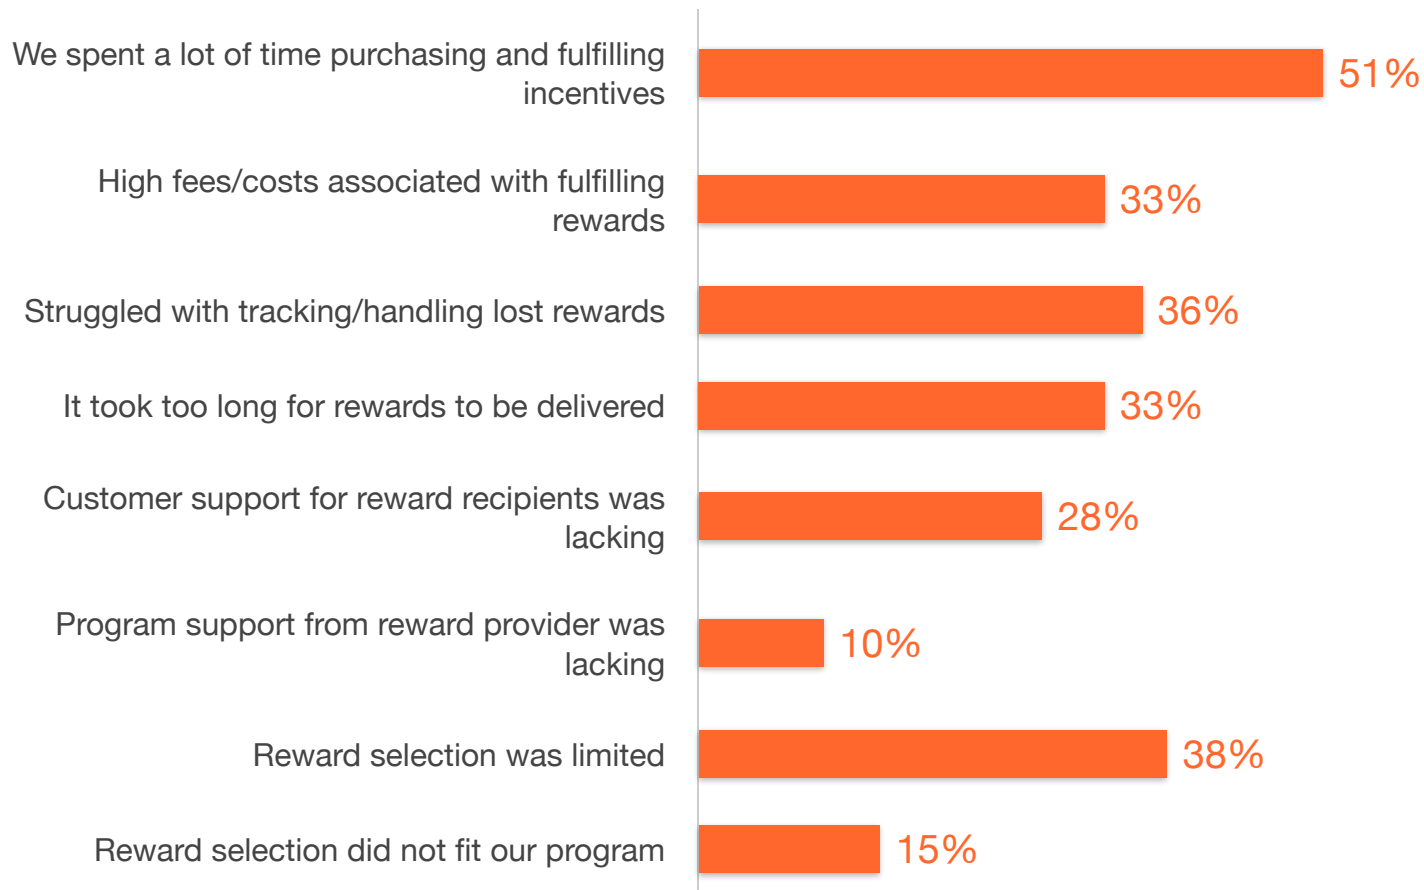 We spent a lot of time purchasing and fulfilling
incentives
51%
High fees/costs associated with fulfilling
rewards
33%
Struggled with tracking/handling lost rewards
36%
It took too long for rewards to be delivered
33%
Customer support for reward recipients was
lacking
28%
Program support from reward provider was
lacking
10%
Reward selection was limited
38%
Reward selection did not fit our program
15%